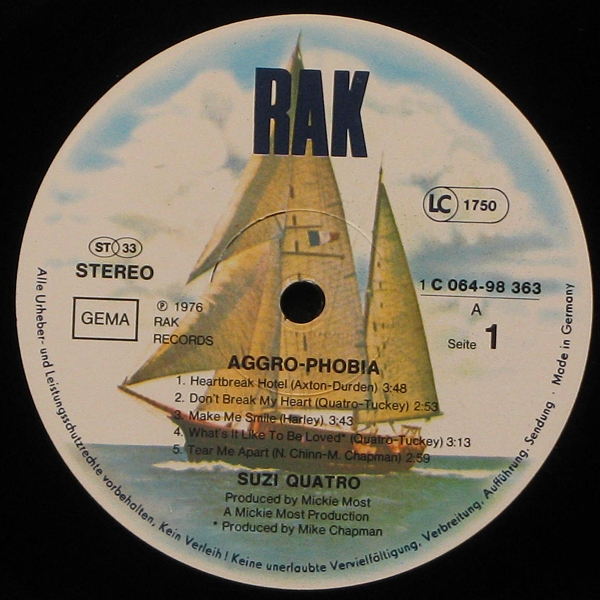 RAK
LC 1750
ST 33
STEREO
GEMA
℗ 1976
RAK
RECORDS
1 C 064-98 363
A
Seite 1
AGGRO-PHOBIA
1. Heartbreak Hotel (Axton-Durden) 3:48
2. Don't Break My Heart (Quatro-Tuckey) 2:53
3. Make Me Smile (Harley) 3:43
4. What's It Like To Be Loved* (Quatro-Tuckey) 3:13
5. Tear Me Apart (N. Chinn-M. Chapman) 2:59
SUZI QUATRO
Produced by Mickie Most
A Mickie Most Production
* Produced by Mike Chapman
Alle Urheber- und Leistungsschutzrechte vorbehalten, Kein Verleih! Keine unerlaubte Vervielfältigung, Verbreitung, Aufführung, Sendung · Made in Germany